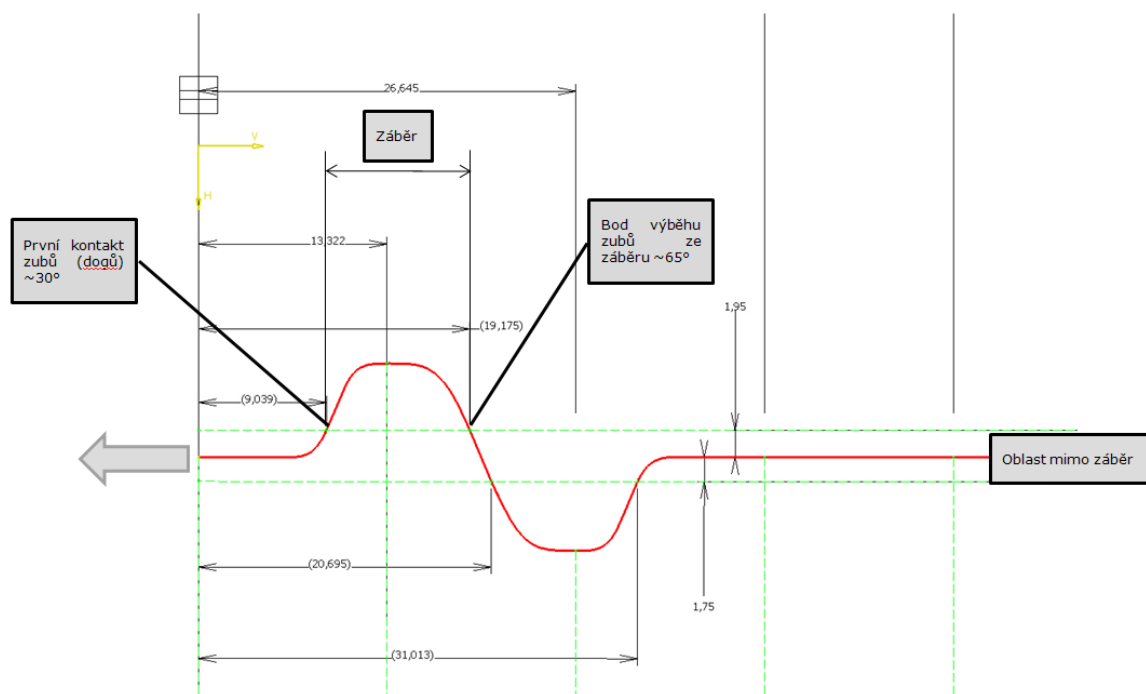 26,645
Záběr
V
H
První kontakt
zubů (dogů)
~30°
Bod výběhu
zubů ze
záběru ~65°
13,322
1,95
(19,175)
(9,039)
Oblast mimo záběr
(20,695)
1,75
(31,013)